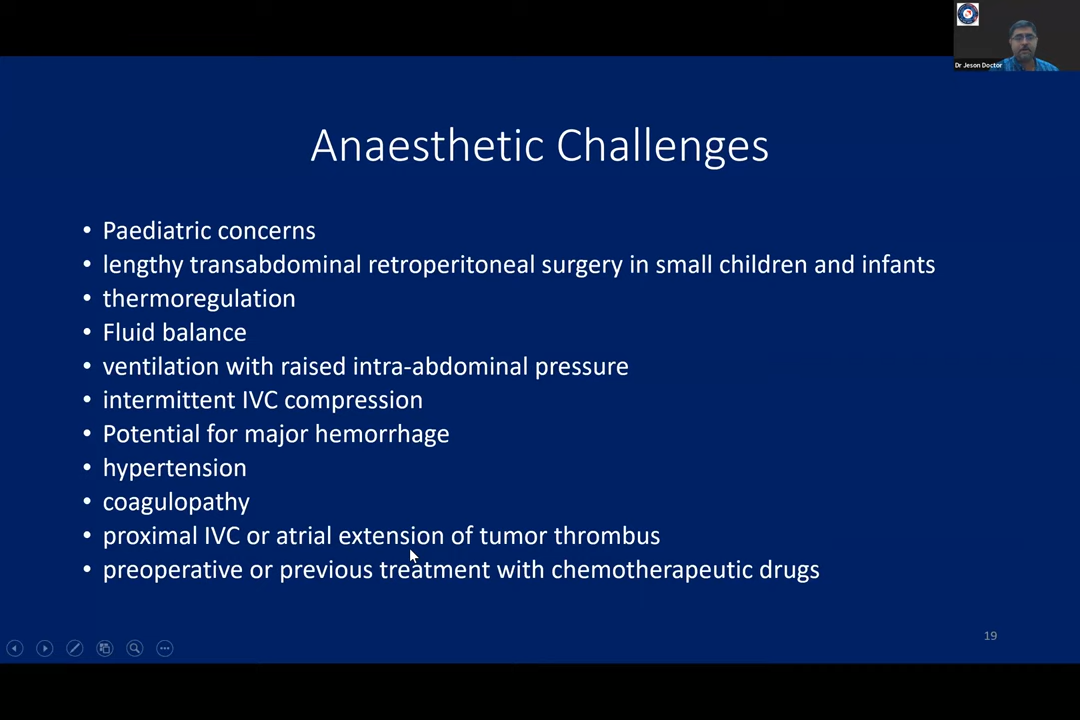 Dr Jeson Doctor
Anaesthetic Challenges
• Paediatric concerns
• lengthy transabdominal retroperitoneal surgery in small children and infants
• thermoregulation
• Fluid balance
• ventilation with raised intra-abdominal pressure
• intermittent IVC compression
• Potential for major hemorrhage
• hypertension
• coagulopathy
• proximal IVC or atrial extension of tumor thrombus
• preoperative or previous treatment with chemotherapeutic drugs
19